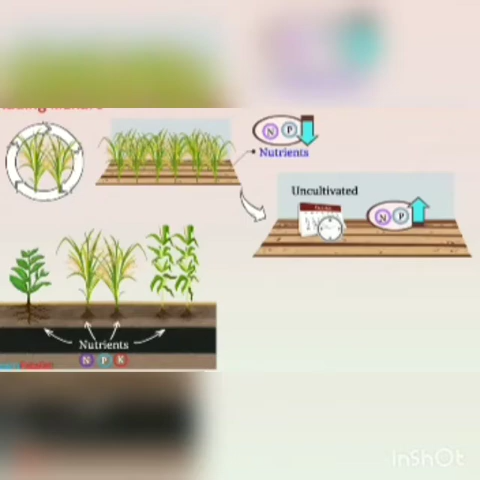 N P
Nutrients
Uncultivated
N P
Nutrients
N P K
InShOt